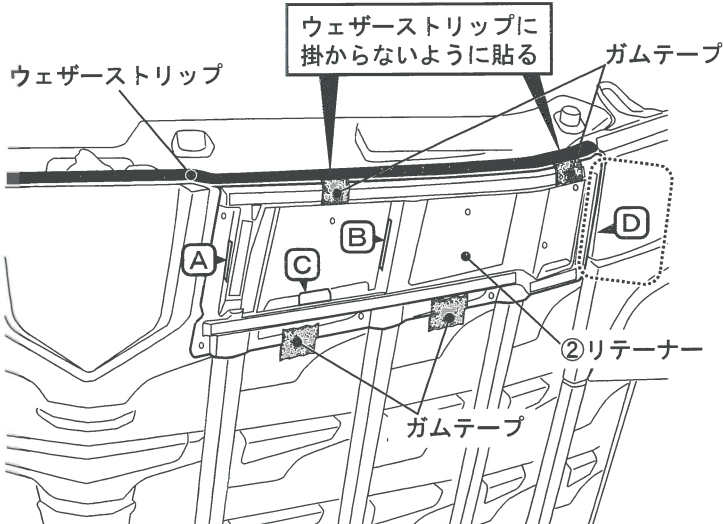 ウェザーストリップに
掛からないように貼る
ガムテープ
ウェザーストリップ
A
B
C
D
②リテーナー
ガムテープ